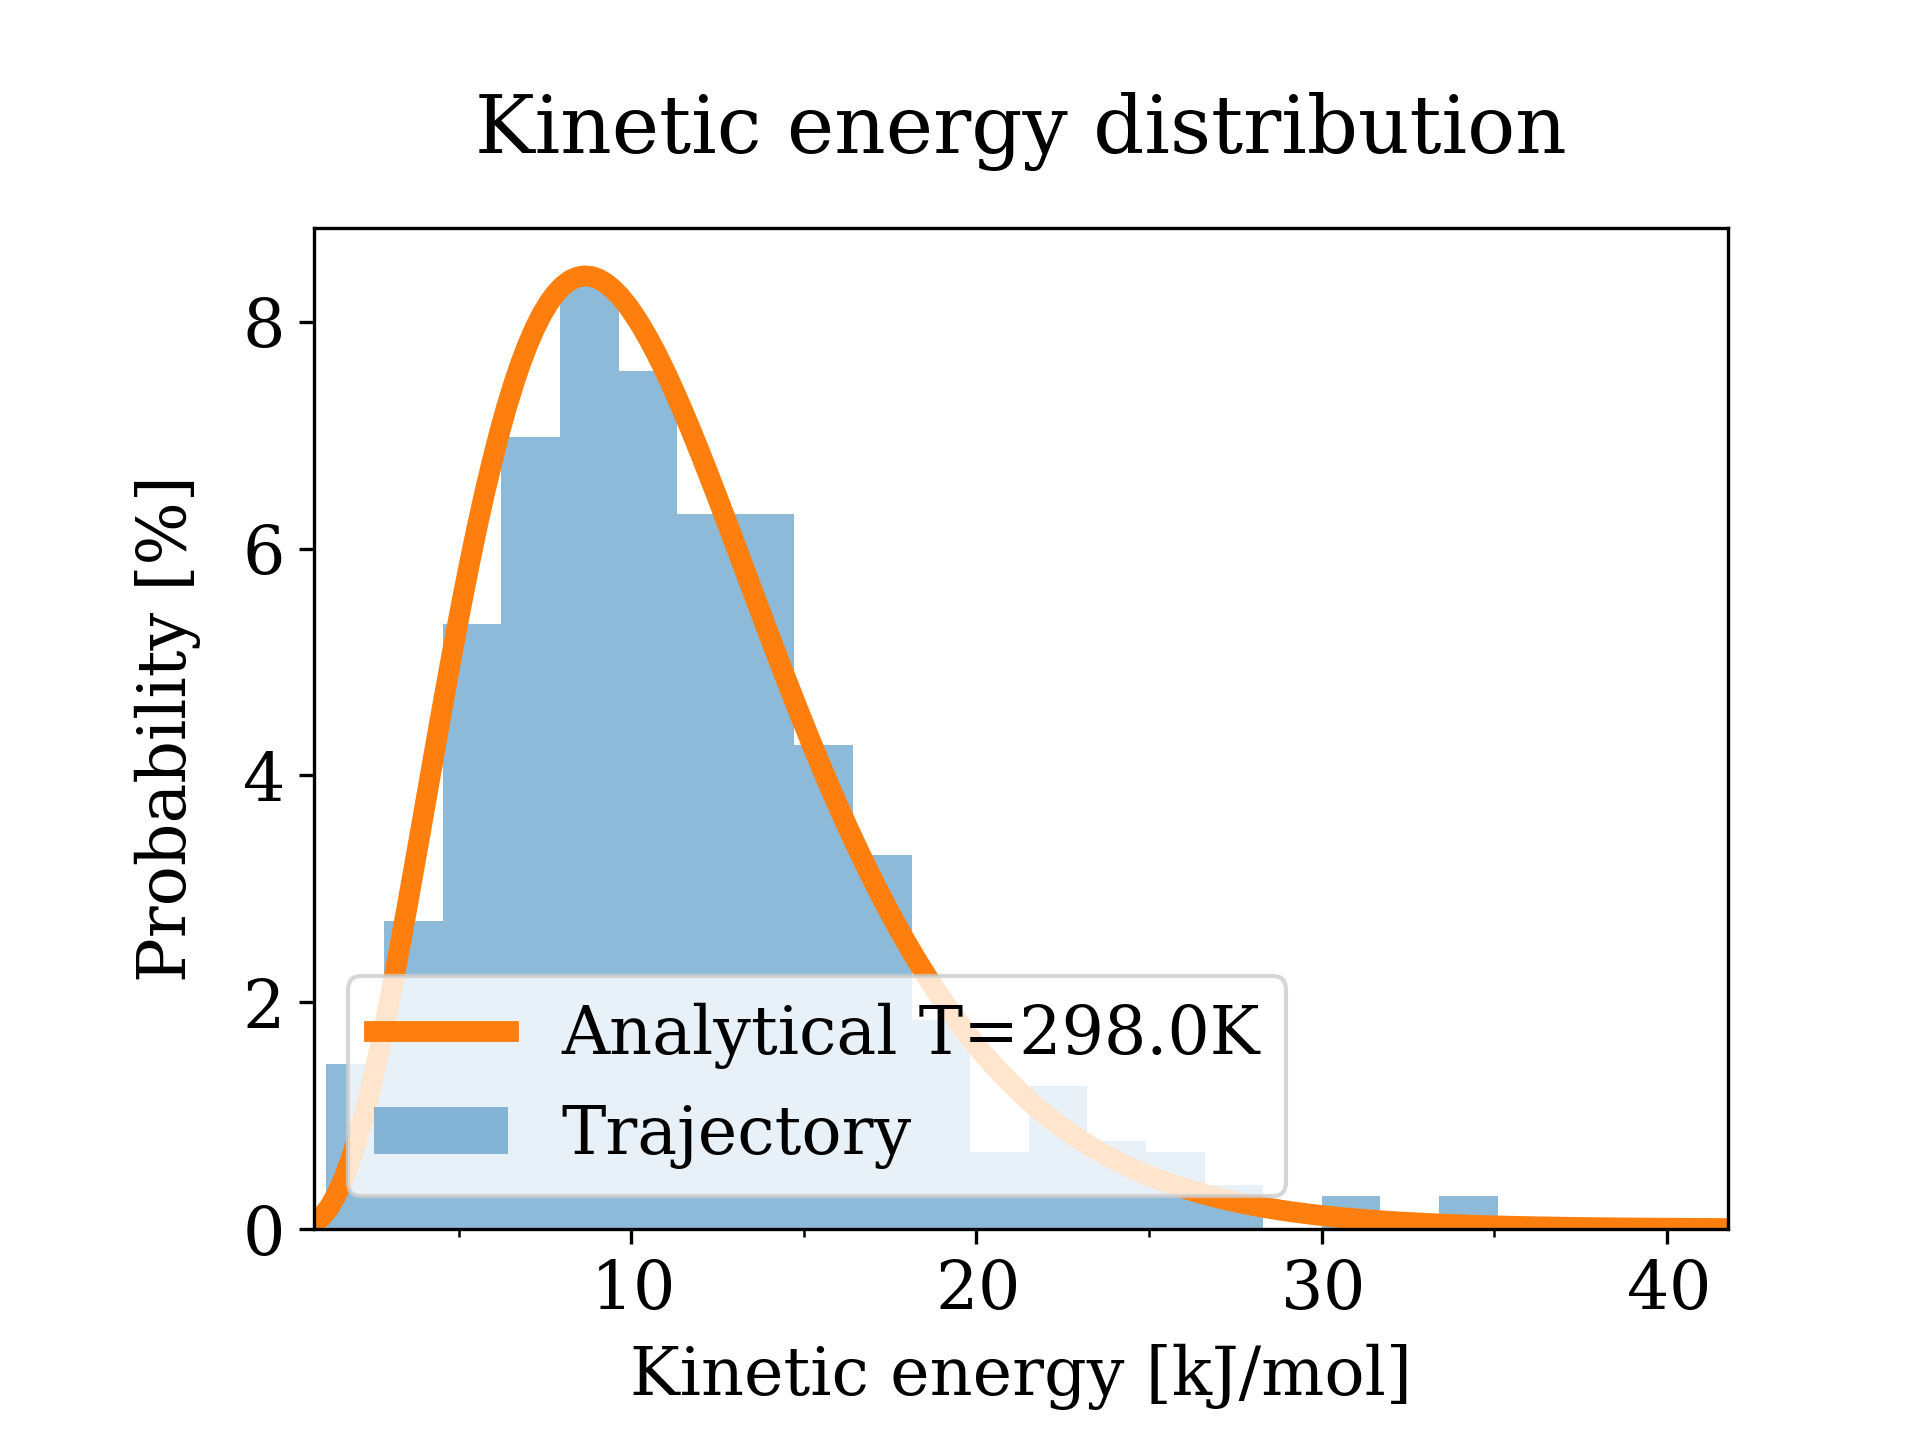 Kinetic energy distribution
Probability [%]
8
6
4
2
0
Analytical T=298.0K
Trajectory
10 20 30 40
Kinetic energy [kJ/mol]